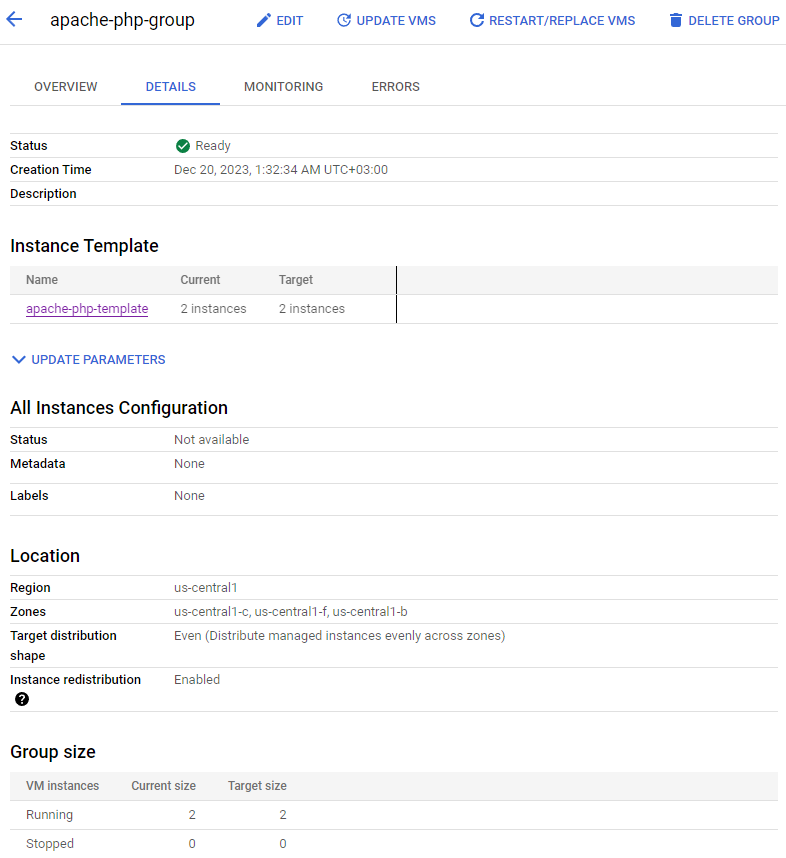 apache-php-group EDIT UPDATE VMS RESTART/REPLACE VMS DELETE GROUP
OVERVIEW DETAILS MONITORING ERRORS
Status Ready
Creation Time Dec 20, 2023, 1:32:34 AM UTC+03:00
Description
Instance Template
Name Current Target
apache-php-template 2 instances 2 instances
UPDATE PARAMETERS
All Instances Configuration
Status Not available
Metadata None
Labels None
Location
Region us-central1
Zones us-central1-c, us-central1-f, us-central1-b
Target distribution Even (Distribute managed instances evenly across zones)
shape
Instance redistribution Enabled
?
Group size
VM instances Current size Target size
Running 2 2
Stopped 0 0